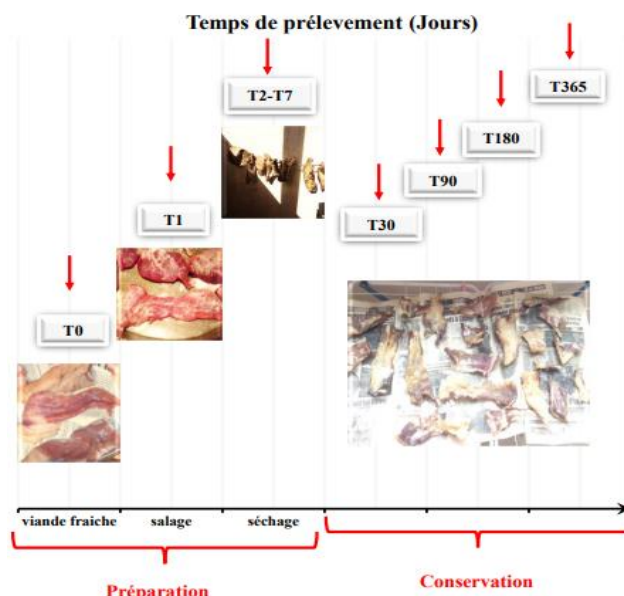 Temps de prélevement (Jours)
T365
T2-T7
T180
T90
T1
T30
T0
viande fraiche
salage
séchage
Préparation
Conservation